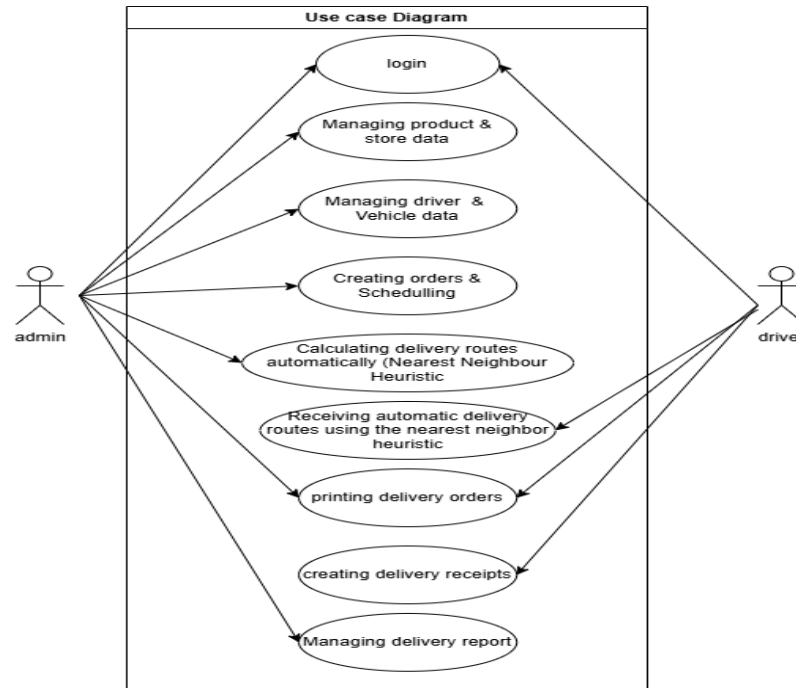 Use case Diagram
login
Managing product &
store data
Managing driver &
Vehicle data
Creating orders &
Schedulling
admin
drive
Calculating delivery routes
automatically (Nearest Neighbour
Heuristic
Receiving automatic delivery
routes using the nearest neighbor
heuristic
printing delivery orders
creating delivery receipts
Managing delivery report